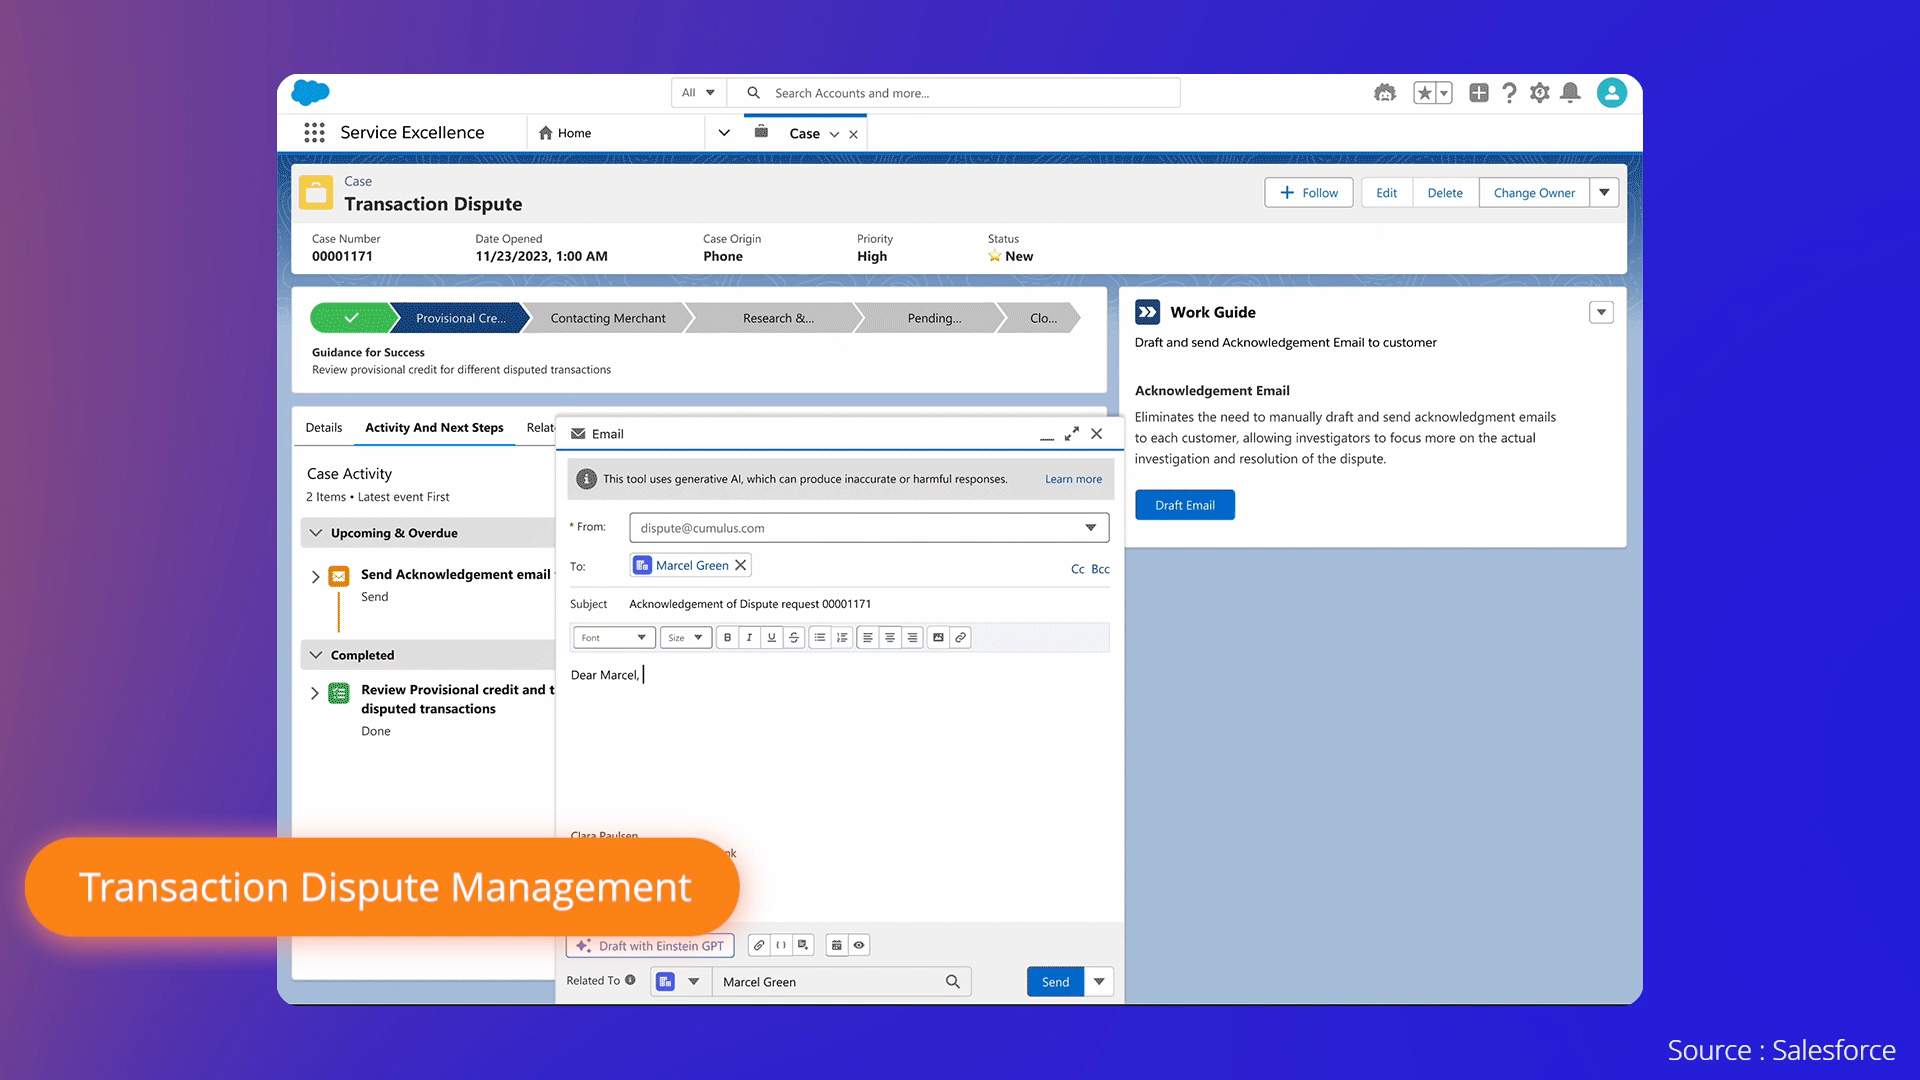 All
Search Accounts and more...
Service Excellence
Home
Case
Case
Transaction Dispute
Follow
Edit
Delete
Change Owner
Case Number
Date Opened
Case Origin
Priority
Status
00001171
11/23/2023, 1:00 AM
Phone
High
New
Provisional Cre...
Contacting Merchant
Research &...
Pending...
Clo...
Guidance for Success
Review provisional credit for different disputed transactions
Work Guide
Draft and send Acknowledgement Email to customer
Acknowledgement Email
Eliminates the need to manually draft and send acknowledgment emails
to each customer, allowing investigators to focus more on the actual
investigation and resolution of the dispute.
Draft Email
Details
Activity And Next Steps
Relat
Case Activity
2 Items • Latest event First
Upcoming & Overdue
Send Acknowledgement email
Send
Completed
Review Provisional credit and t
disputed transactions
Done
Email
This tool uses generative AI, which can produce inaccurate or harmful responses.
Learn more
* From:
dispute@cumulus.com
To:
Marcel Green
Cc Bcc
Subject
Acknowledgement of Dispute request 00001171
Font
Size
B
I
U
S
Dear Marcel,
Clara Paulsen
nk
Transaction Dispute Management
Draft with Einstein GPT
Related To
Marcel Green
Send
Source : Salesforce